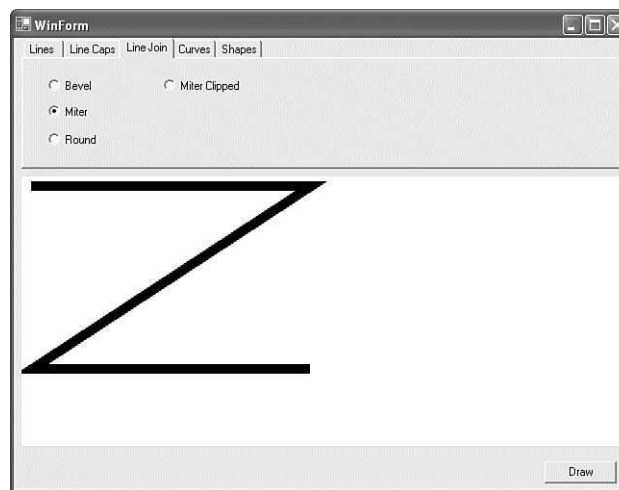 WinForm
Lines Line Caps Line Join Curves Shapes
Bevel Miter Clipped
Miter
Round
Draw